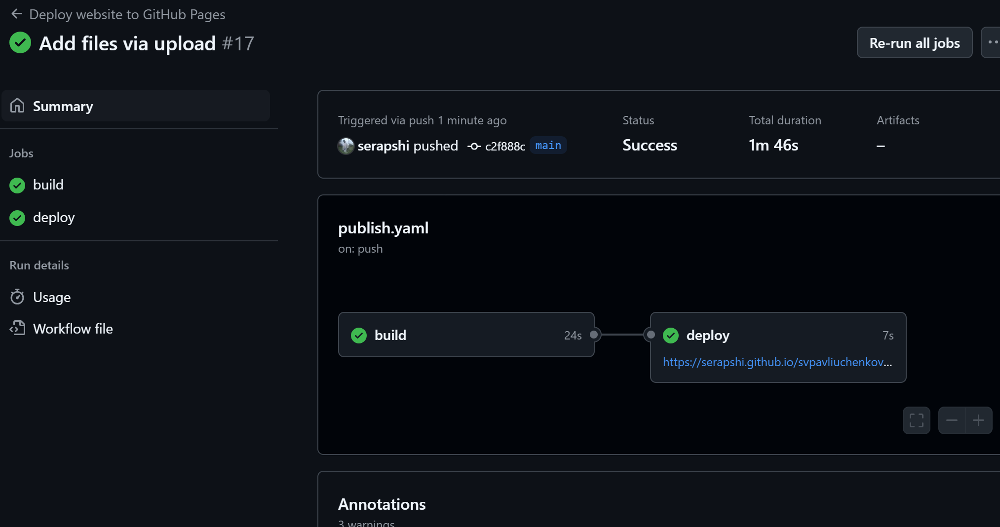 Deploy website to GitHub Pages
Add files via upload #17
Re-run all jobs
Summary
Jobs
build
deploy
Run details
Usage
Workflow file
Triggered via push 1 minute ago
serapshi pushed c2f888c main
Status
Success
Total duration
1m 46s
Artifacts
–
publish.yaml
on: push
build 24s
deploy 7s
https://serapshi.github.io/svpavliuchenkov...
Annotations
3 warnings